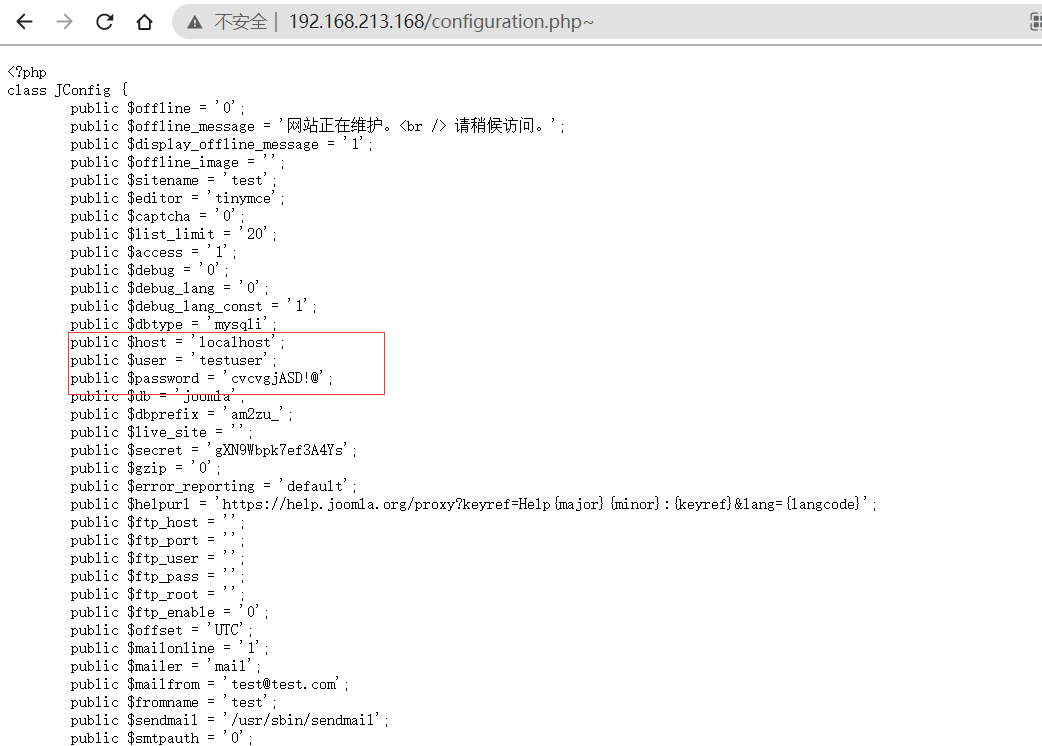 不安全 | 192.168.213.168/configuration.php~
<?php
class JConfig {
public $offline = '0';
public $offline_message = '网站正在维护。<br /> 请稍候访问。';
public $display_offline_message = '1';
public $offline_image = '';
public $sitename = 'test';
public $editor = 'tinymce';
public $captcha = '0';
public $list_limit = '20';
public $access = '1';
public $debug = '0';
public $debug_lang = '0';
public $debug_lang_const = '1';
public $dbtype = 'mysqli';
public $host = 'localhost';
public $user = 'testuser';
public $password = 'cvcvgjASD!@';
public $db = 'joomla';
public $dbprefix = 'am2zu_';
public $live_site = '';
public $secret = 'gXN9Wbpk7ef3A4Ys';
public $gzip = '0';
public $error_reporting = 'default';
public $helpurl = 'https://help.joomla.org/proxy?keyref=Help{major}{minor}:{keyref}&lang={langcode}';
public $ftp_host = '';
public $ftp_port = '';
public $ftp_user = '';
public $ftp_pass = '';
public $ftp_root = '';
public $ftp_enable = '0';
public $offset = 'UTC';
public $mailonline = '1';
public $mailer = 'mail';
public $mailfrom = 'test@test.com';
public $fromname = 'test';
public $sendmail = '/usr/sbin/sendmail';
public $smtpauth = '0';